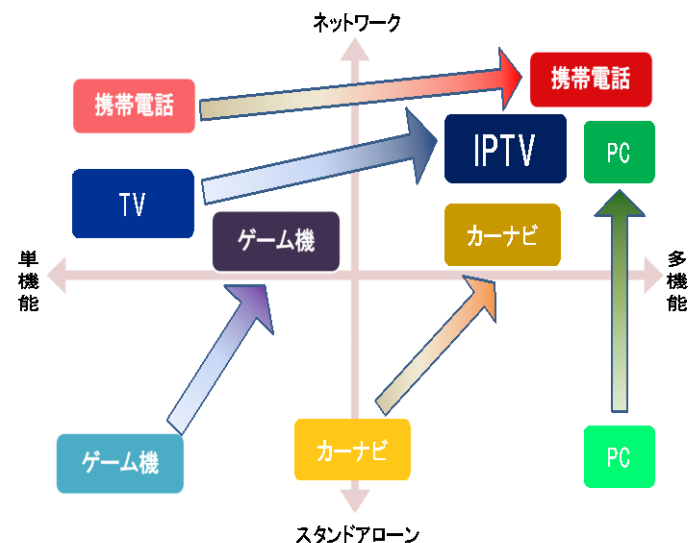 ネットワーク
携帯電話
携帯電話
IPTV
PC
TV
ゲーム機
カーナビ
単機能
多機能
ゲーム機
カーナビ
PC
スタンドアローン